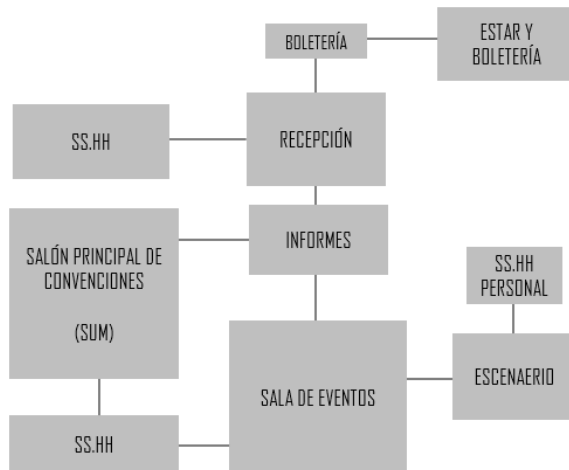 BOLETERÍA
ESTAR Y
BOLETERÍA
SS.HH
RECEPCIÓN
SALÓN PRINCIPAL DE
CONVENCIONES
(SUM)
INFORMES
SS.HH
PERSONAL
ESCENAERIO
SALA DE EVENTOS
SS.HH